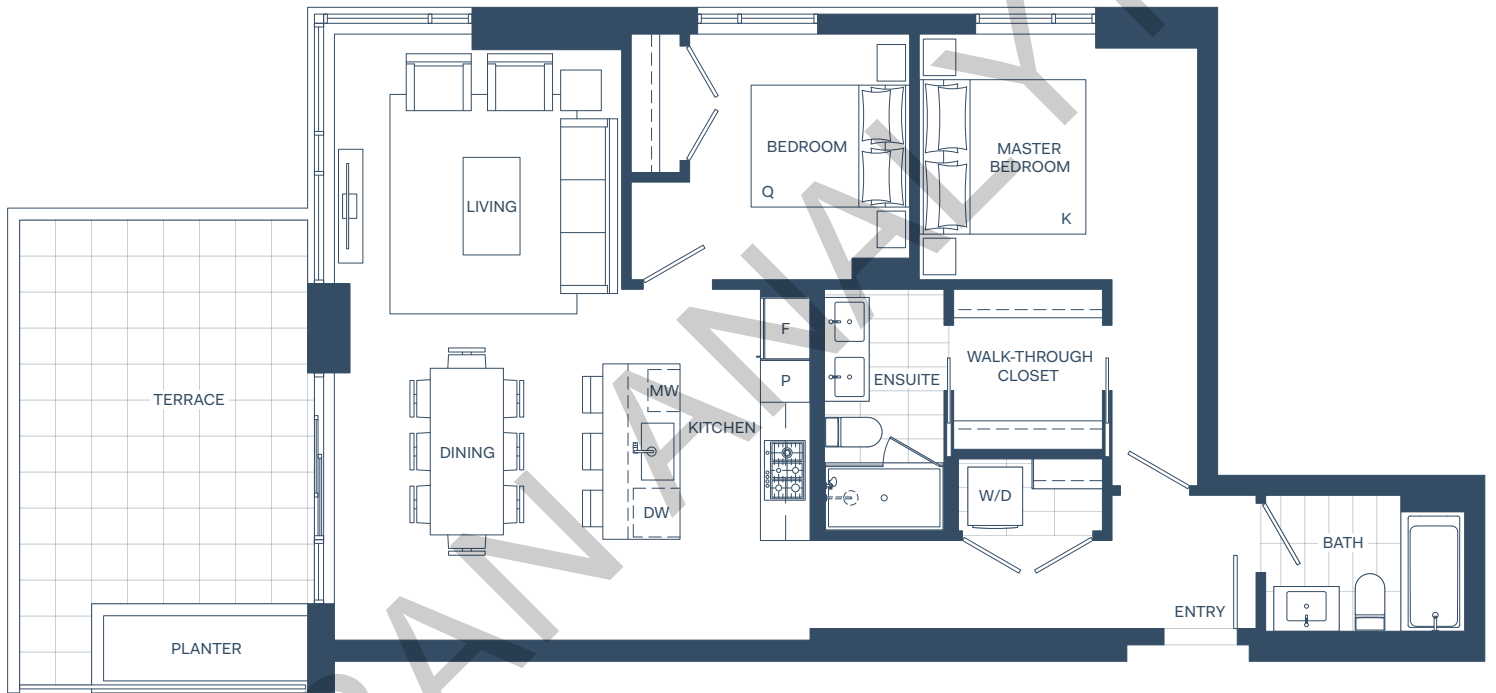 BEDROOM
Q
MASTER
BEDROOM
K
LIVING
TERRACE
DINING
PLANTER
F
P
MW
KITCHEN
DW
ENSUITE
WALK-THROUGH
CLOSET
W/D
BATH
ENTRY